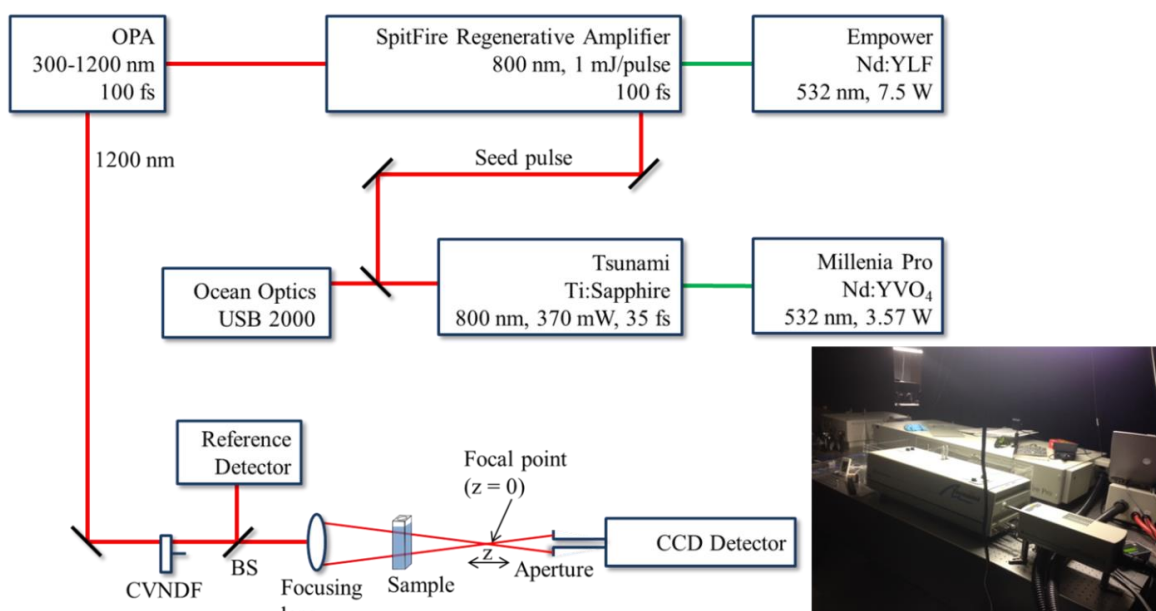 OPA
300-1200 nm
100 fs
SpitFire Regenerative Amplifier
800 nm, 1 mJ/pulse
100 fs
Empower
Nd:YLF
532 nm, 7.5 W
1200 nm
Seed pulse
Ocean Optics
USB 2000
Tsunami
Ti:Sapphire
800 nm, 370 mW, 35 fs
Millenia Pro
Nd:YVO₄
532 nm, 3.57 W
Reference
Detector
Focal point
(z = 0)
CVNDF
BS
Focusing
Sample
z
Aperture
CCD Detector